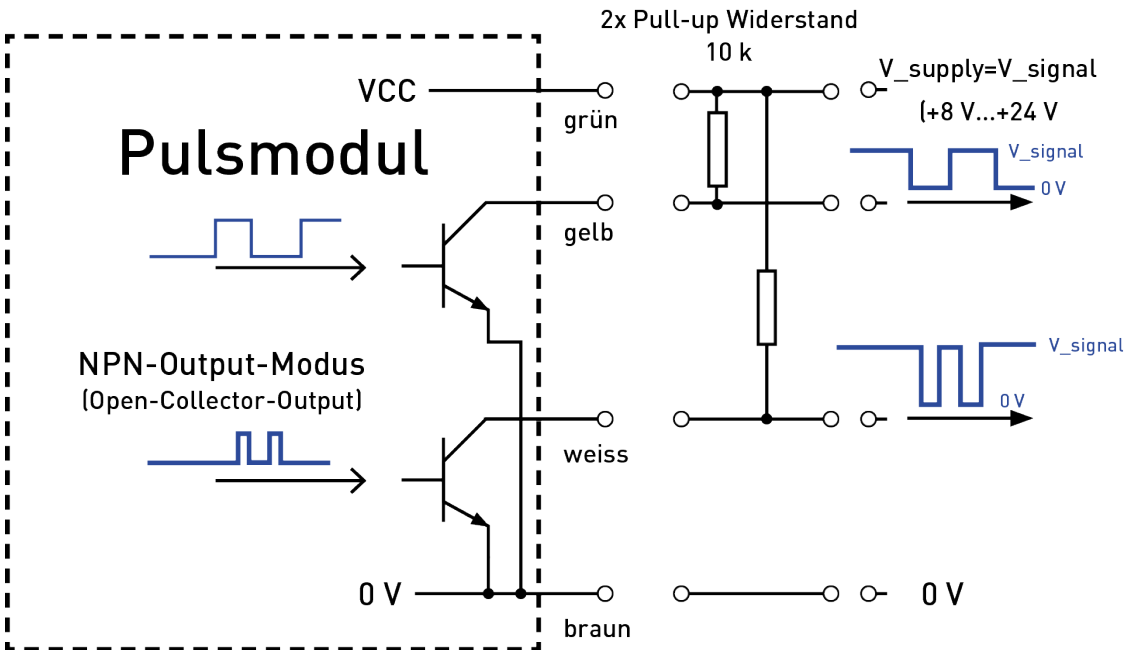 2x Pull-up Widerstand
10 k
VCC
grün
V_supply=V_signal
(+8 V...+24 V
Pulsmodul
V_signal
0 V
gelb
NPN-Output-Modus
(Open-Collector-Output)
V_signal
0 V
weiss
0 V
braun
0 V